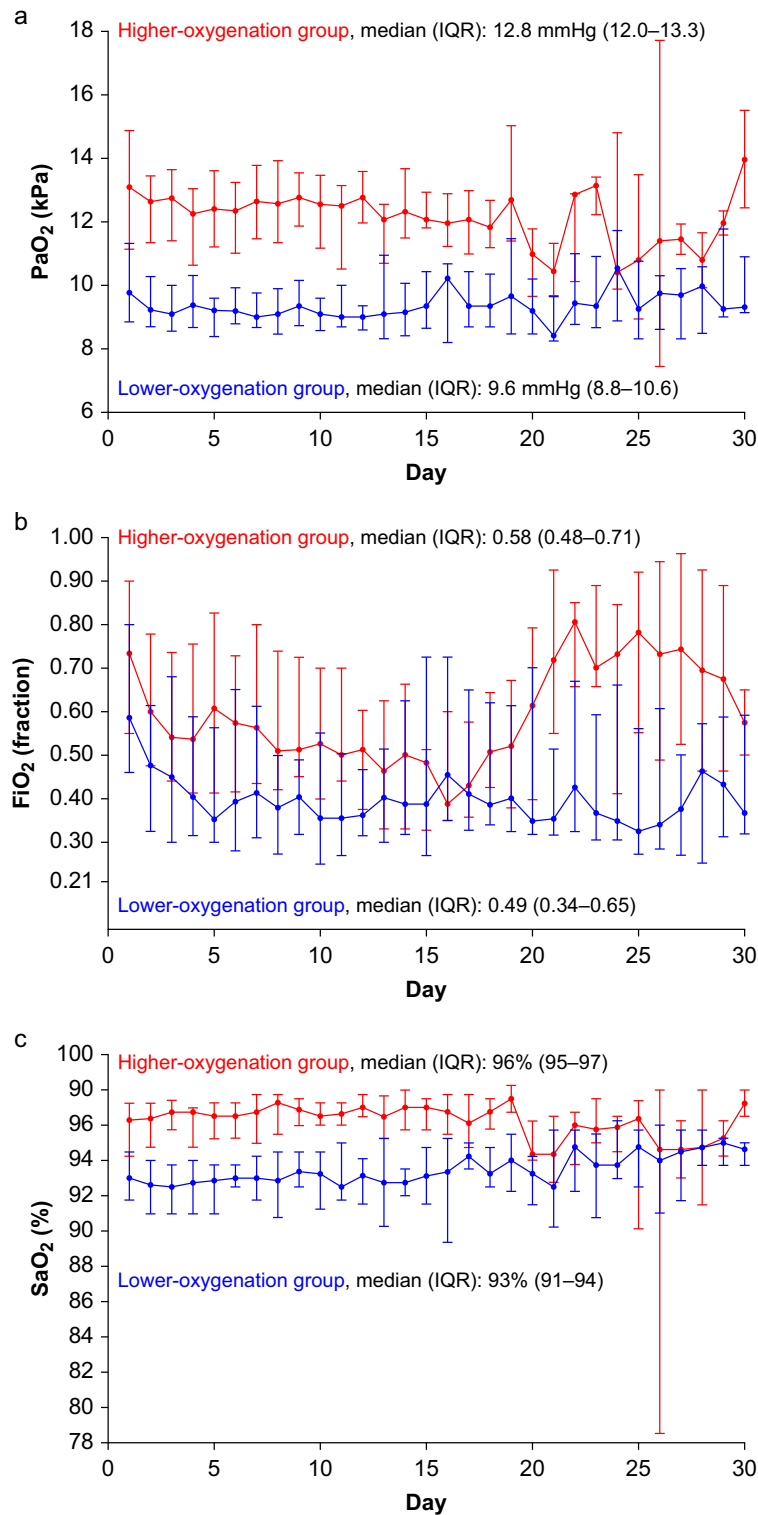 a
Higher-oxygenation group, median (IQR): 12.8 mmHg (12.0–13.3)
18
16
14
12
10
8
6
PaO2 (kPa)
Lower-oxygenation group, median (IQR): 9.6 mmHg (8.8–10.6)
0 5 10 15 20 25 30
Day
b
Higher-oxygenation group, median (IQR): 0.58 (0.48–0.71)
1.00
0.90
0.80
0.70
0.60
0.50
0.40
0.30
0.21
FiO2 (fraction)
Lower-oxygenation group, median (IQR): 0.49 (0.34–0.65)
0 5 10 15 20 25 30
Day
c
Higher-oxygenation group, median (IQR): 96% (95–97)
100
90
96
94
92
90
88
86
84
82
80
78
SaO2 (%)
Lower-oxygenation group, median (IQR): 93% (91–94)
0 5 10 15 20 25 30
Day